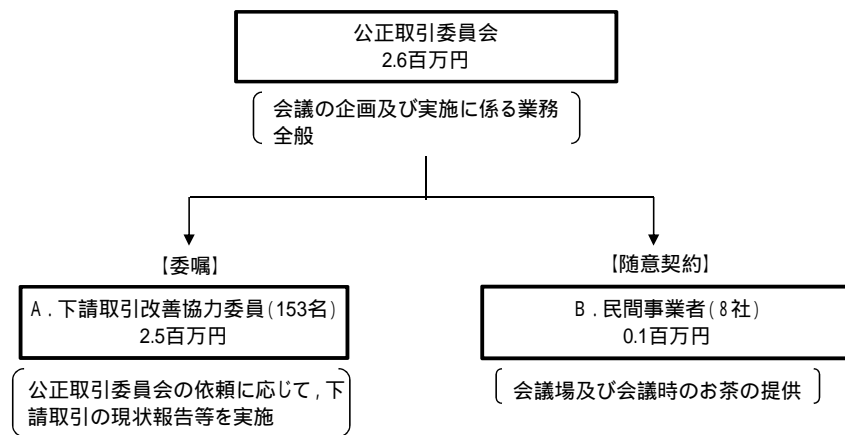 公正取引委員会
2.6百万円
会議の企画及び実施に係る業務
全般
【委嘱】
【随意契約】
A．下請取引改善協力委員(153名)
2.5百万円
B．民間事業者(8社)
0.1百万円
公正取引委員会の依頼に応じて，下
請取引の現状報告等を実施
会議場及び会議時のお茶の提供